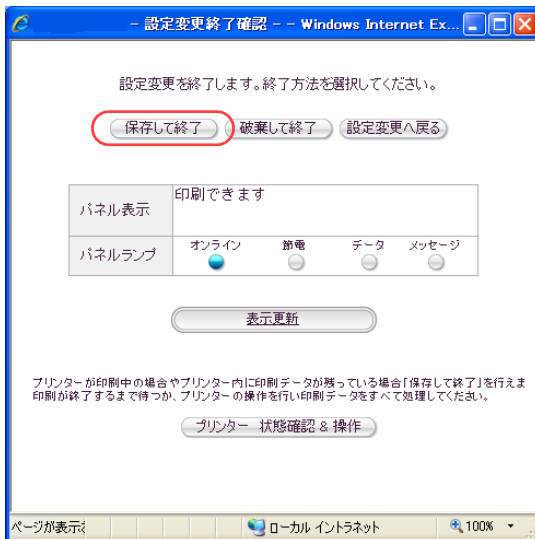 - 設定変更終了確認 - - Windows Internet Ex...
設定変更を終了します。終了方法を選択してください。
保存して終了 破棄して終了 設定変更へ戻る
パネル表示 印刷できます
パネルランプ オンライン 節電 データ メッセージ
表示更新
プリンターが印刷中の場合やプリンター内に印刷データが残っている場合「保存して終了」を行えま
印刷が終了するまで待つか、プリンターの操作を行い印刷データをすべて処理してください。
プリンター 状態確認 & 操作
ページが表示さ ローカル イントラネット 100%